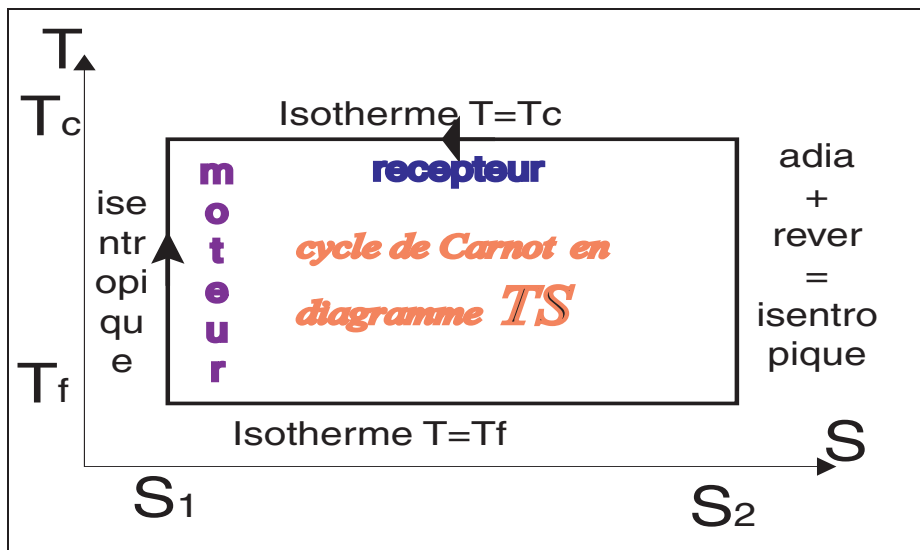 T
Tc
Isotherme T=Tc
recepteur
moteur
ise
ntr
opi
qu
e
cycle de Carnot en
diagramme TS
adia
+
rever
=
isentro
pique
Tf
Isotherme T=Tf
S
S1
S2